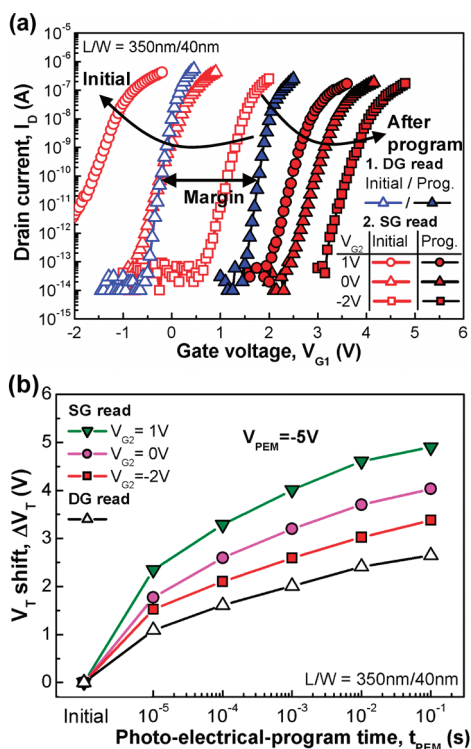 (a)
L/W = 350nm/40nm
Initial
After
program
Margin
1. DG read
Initial / Prog.
/
2. SG read
V_G2 Initial Prog.
1V
0V
-2V
Drain current, I_D (A)
10^-5
10^-6
10^-7
10^-8
10^-9
10^-10
10^-11
10^-12
10^-13
10^-14
10^-15
-2 -1 0 1 2 3 4 5 6
Gate voltage, V_G1 (V)
(b)
SG read
V_G2= 1V
V_G2= 0V
V_G2=-2V
DG read
V_PEM=-5V
V_T shift, ΔV_T (V)
6
5
4
3
2
1
0
L/W = 350nm/40nm
Initial 10^-5 10^-4 10^-3 10^-2 10^-1
Photo-electrical-program time, t_PEM (s)